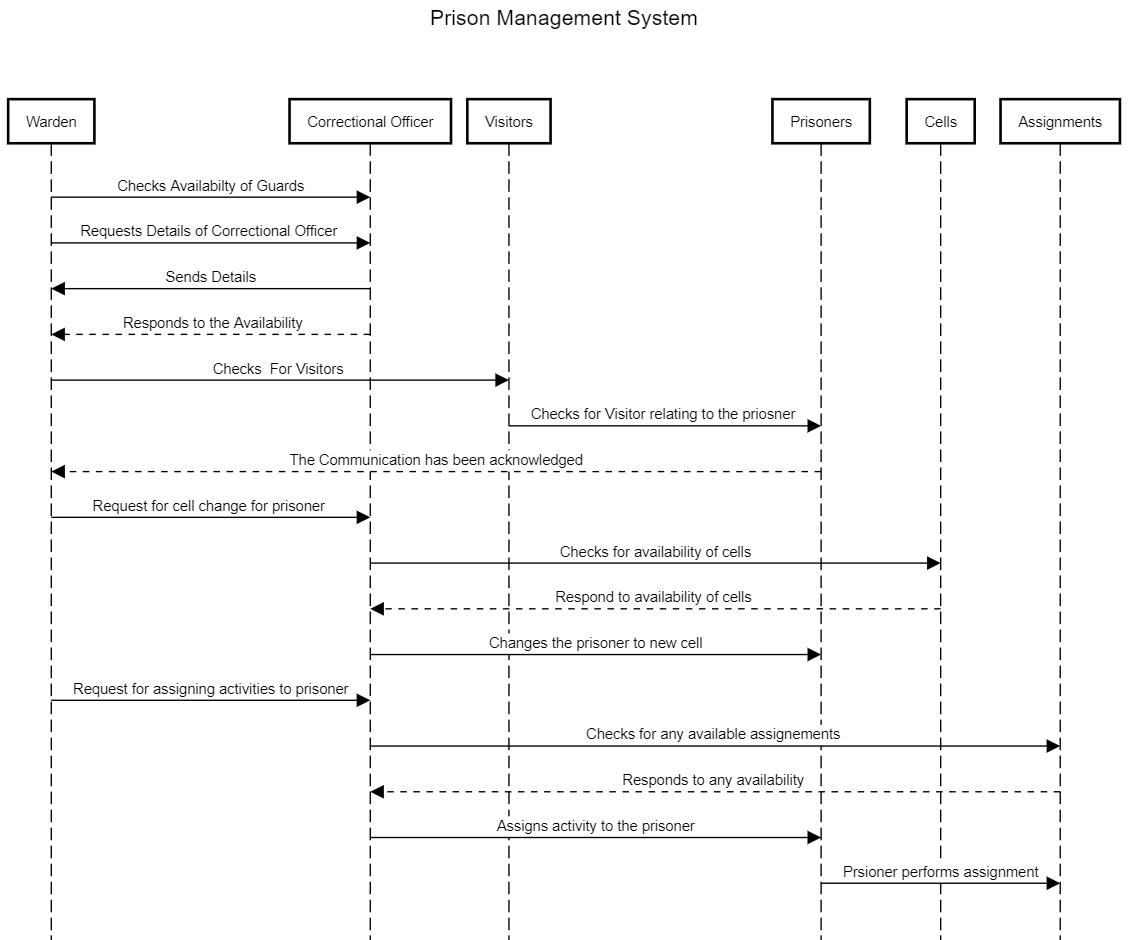 Prison Management System
Warden
Correctional Officer
Visitors
Prisoners
Cells
Assignments
Checks Availabilty of Guards
Requests Details of Correctional Officer
Sends Details
Responds to the Availability
Checks  For Visitors
Checks for Visitor relating to the priosner
The Communication has been acknowledged
Request for cell change for prisoner
Checks for availability of cells
Respond to availability of cells
Changes the prisoner to new cell
Request for assigning activities to prisoner
Checks for any available assignements
Responds to any availability
Assigns activity to the prisoner
Prsioner performs assignment